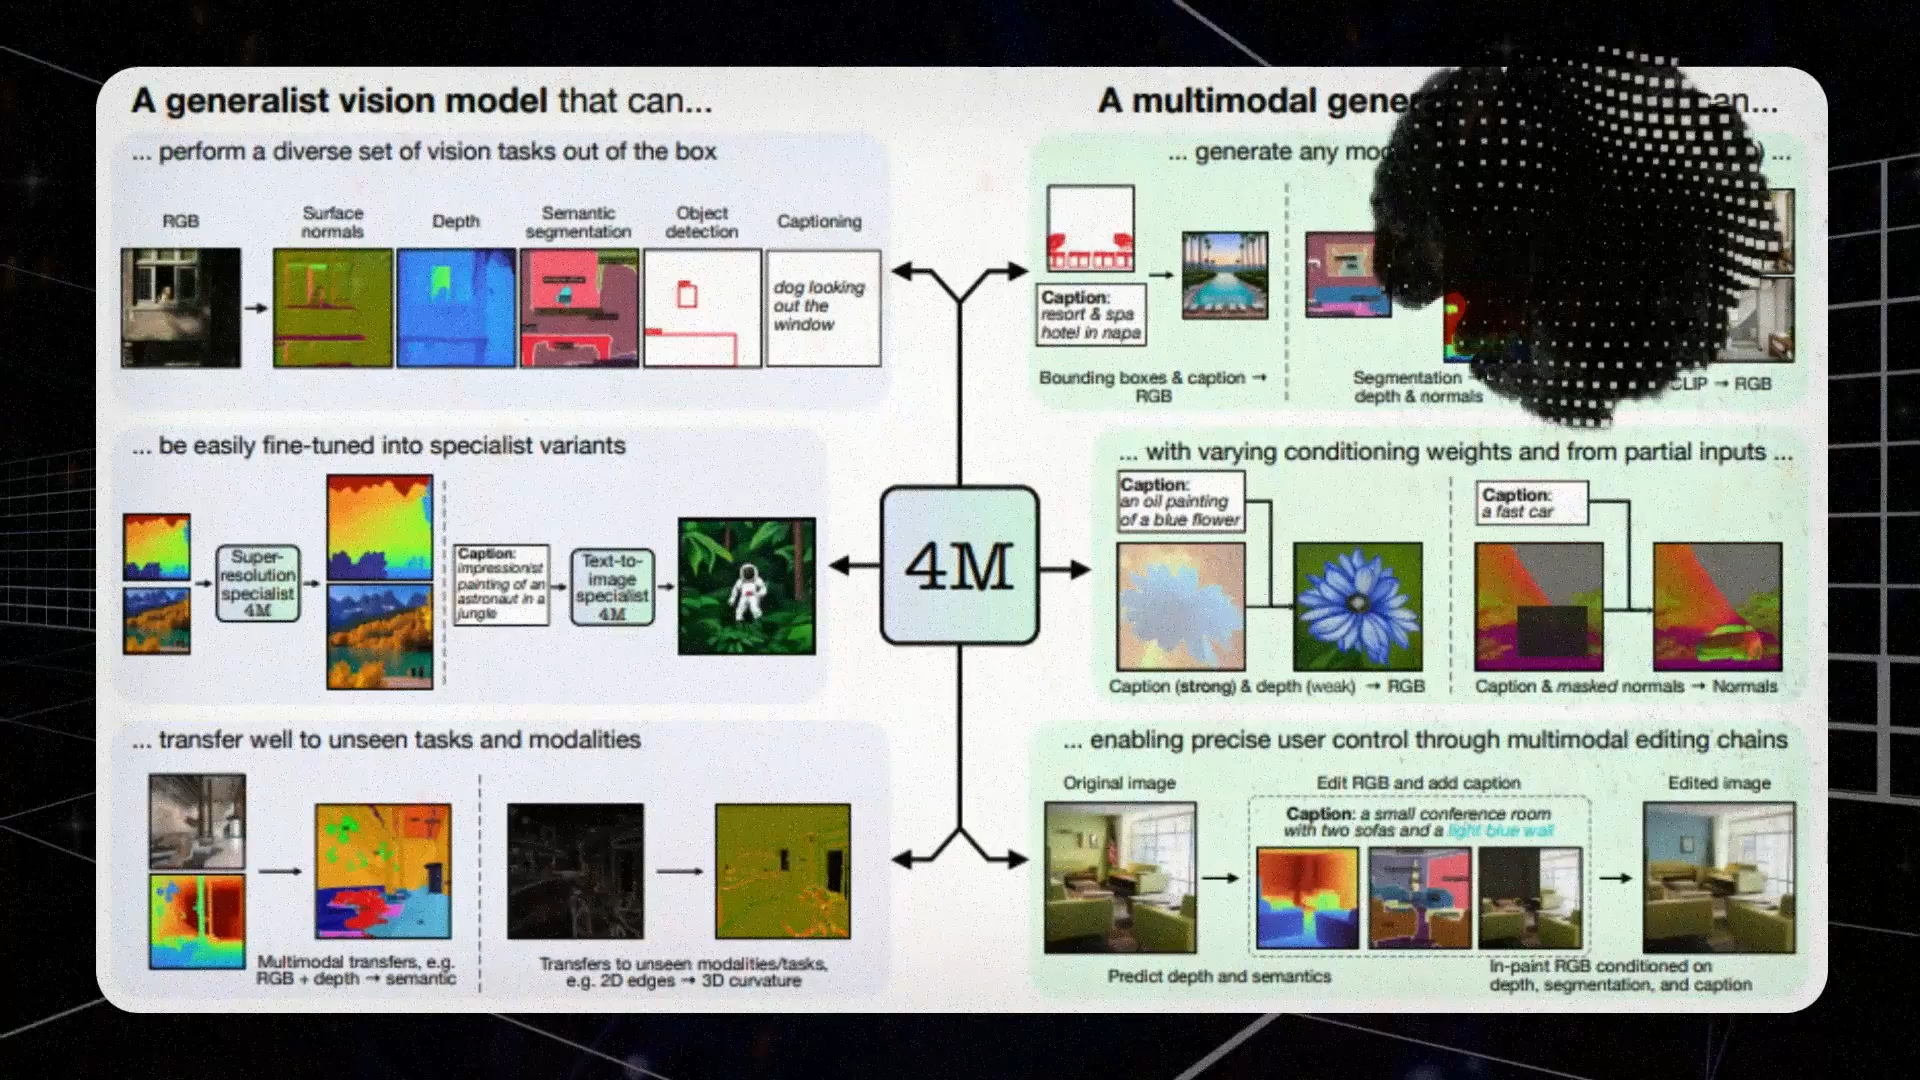 A generalist vision model that can...
... perform a diverse set of vision tasks out of the box
RGB
Surface
normals
Depth
Semantic
segmentation
Object
detection
Captioning
dog looking
out the
window
... be easily fine-tuned into specialist variants
Super-
resolution
specialist
4M
Caption:
impressionist
painting of an
astronaut in a
jungle
Text-to-
image
specialist
4M
... transfer well to unseen tasks and modalities
Multimodal transfers, e.g.
RGB + depth → semantic
Transfers to unseen modalities/tasks,
e.g. 2D edges → 3D curvature
4M
A multimodal
... generate any
Caption:
resort & spa
hotel in napa
Bounding boxes & caption →
RGB
Segmentation
depth & normals
CLIP → RGB
... with varying conditioning weights and from partial inputs ...
Caption:
an oil painting
of a blue flower
Caption (strong) & depth (weak) → RGB
Caption:
a fast car
Caption & masked normals → Normals
... enabling precise user control through multimodal editing chains
Original image
Edit RGB and add caption
Edited image
Caption: a small conference room
with two sofas and a light blue wall
Predict depth and semantics
In-paint RGB conditioned on
depth, segmentation, and caption